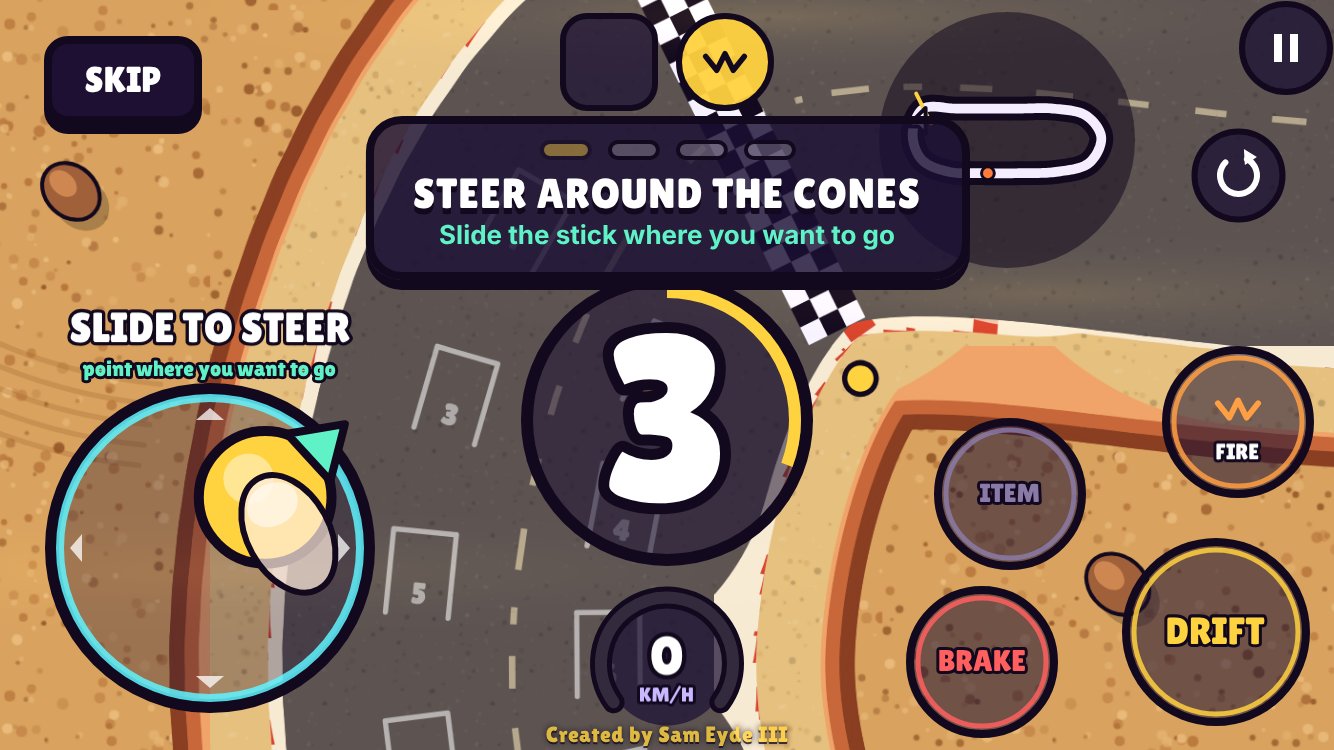 SKIP
STEER AROUND THE CONES
Slide the stick where you want to go
SLIDE TO STEER
point where you want to go
3
3
4
5
FIRE
ITEM
DRIFT
BRAKE
0
KM/H
Created by Sam Eyde III